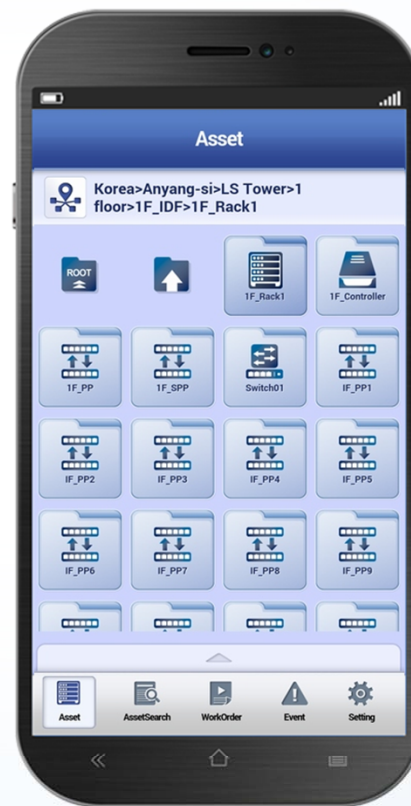 Asset
Korea>Anyang-si>LS Tower>1
floor>1F_IDF>1F_Rack1
ROOT
1F_Rack1
1F_Controller
1F_PP
1F_SPP
Switch01
IF_PP1
IF_PP2
IF_PP3
IF_PP4
IF_PP5
IF_PP6
IF_PP7
IF_PP8
IF_PP9
Asset
AssetSearch
WorkOrder
Event
Setting